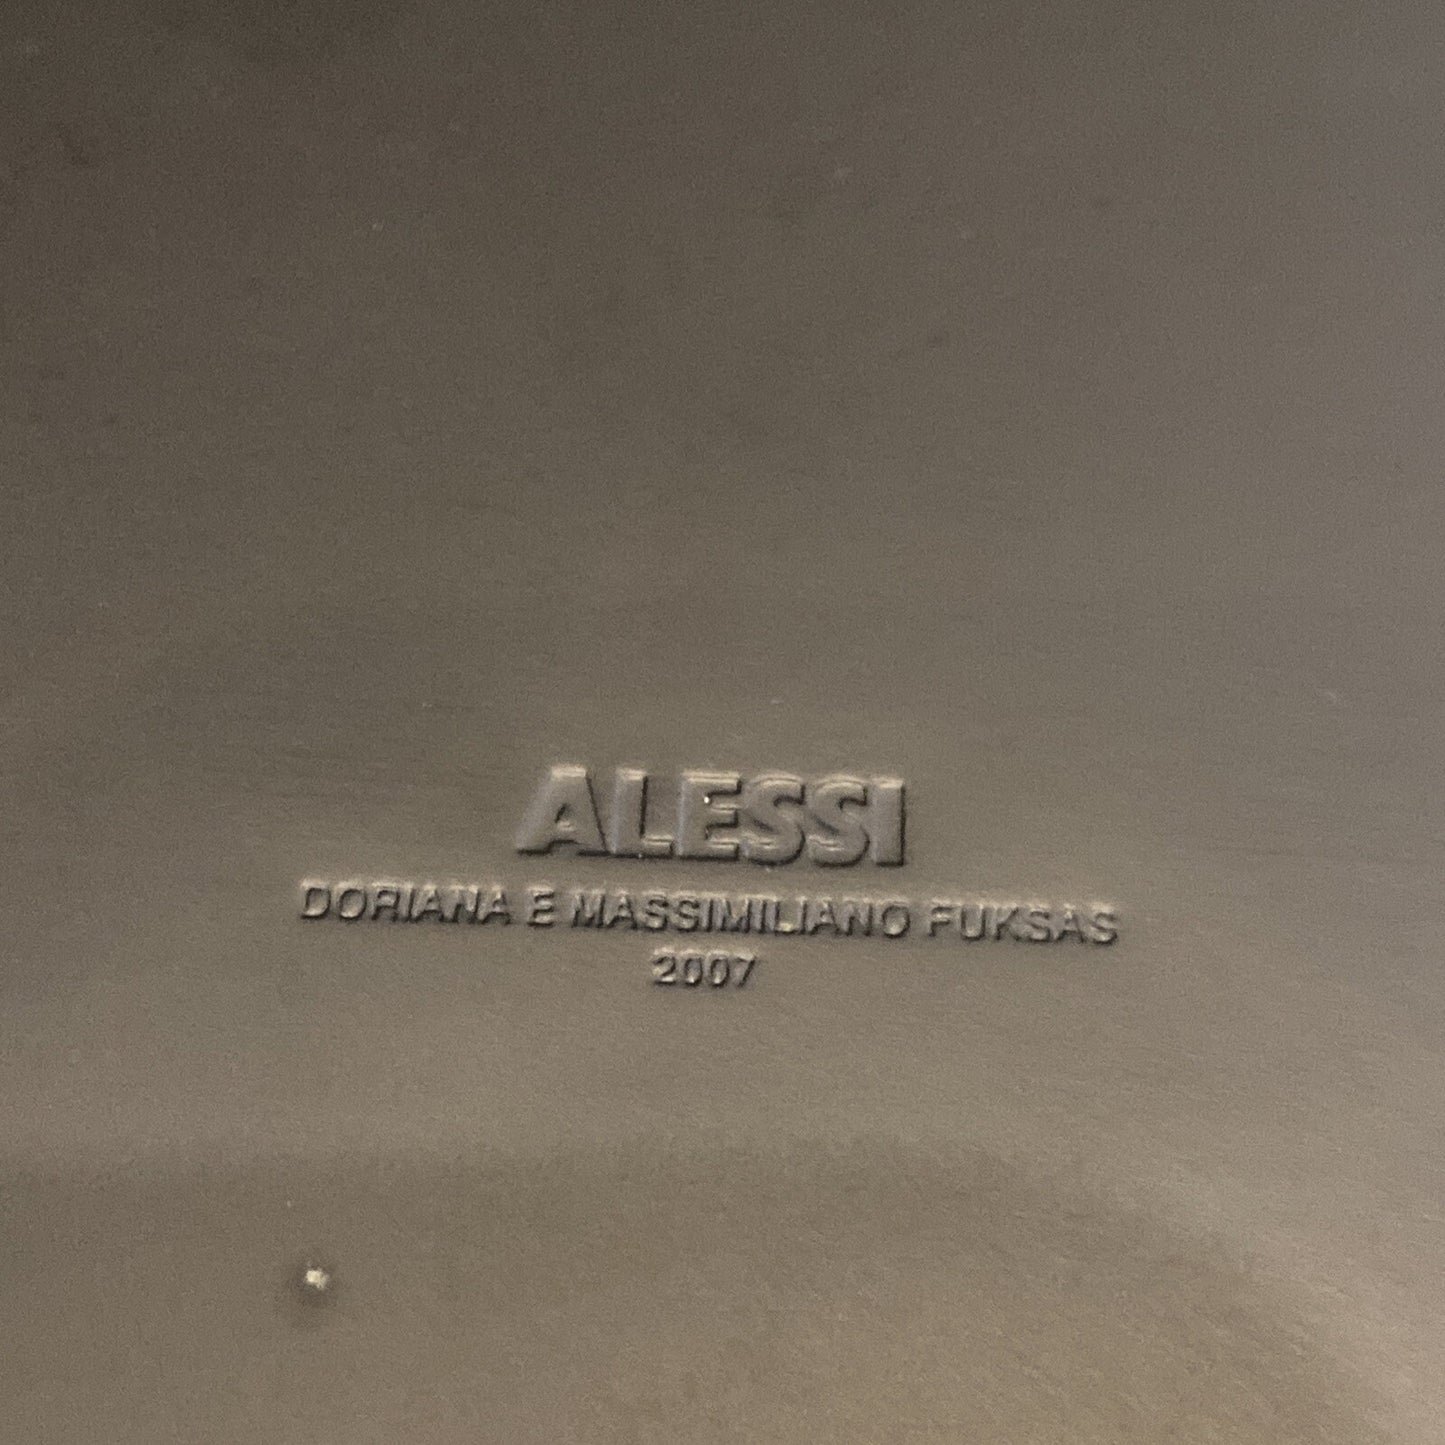 ALESSI
DORIANA E MASSIMILIANO FUKSAS
2007